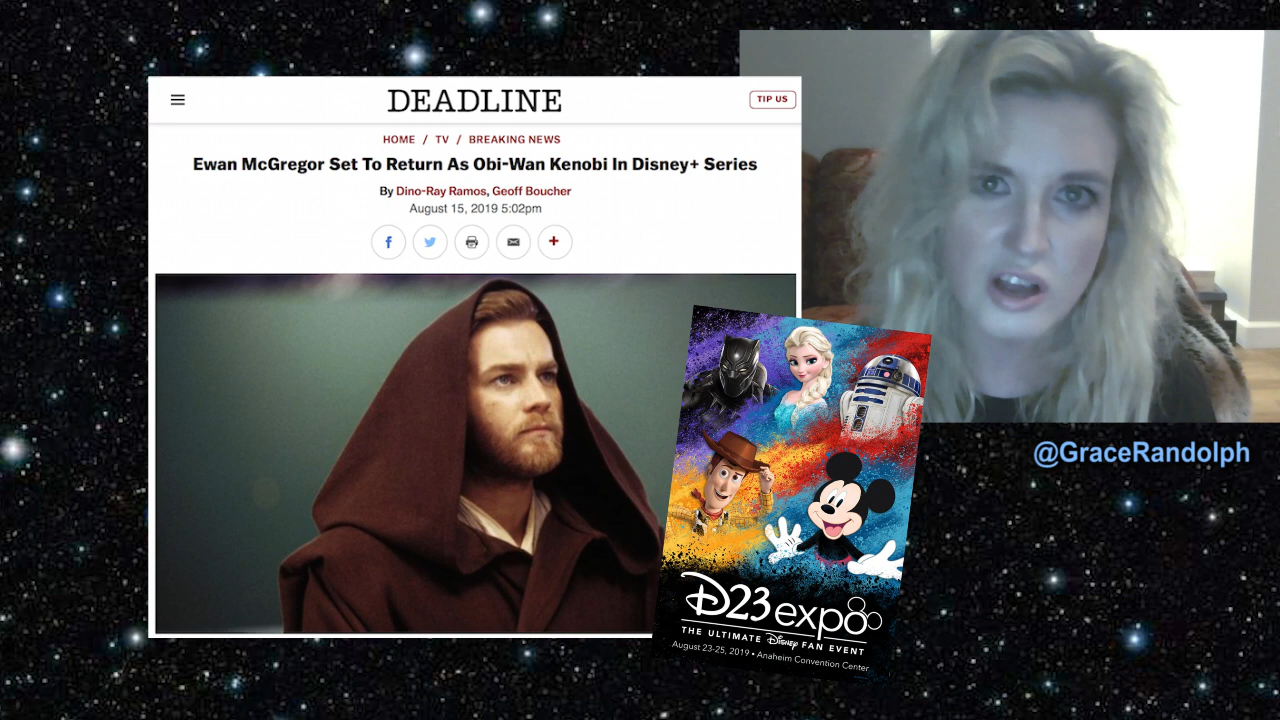 DEADLINE
TIP US
HOME / TV / BREAKING NEWS
Ewan McGregor Set To Return As Obi-Wan Kenobi In Disney+ Series
By Dino-Ray Ramos, Geoff Boucher
August 15, 2019 5:02pm
@GraceRandolph
D23 expo
THE ULTIMATE Disney FAN EVENT
August 23-25, 2019 • Anaheim Convention Center